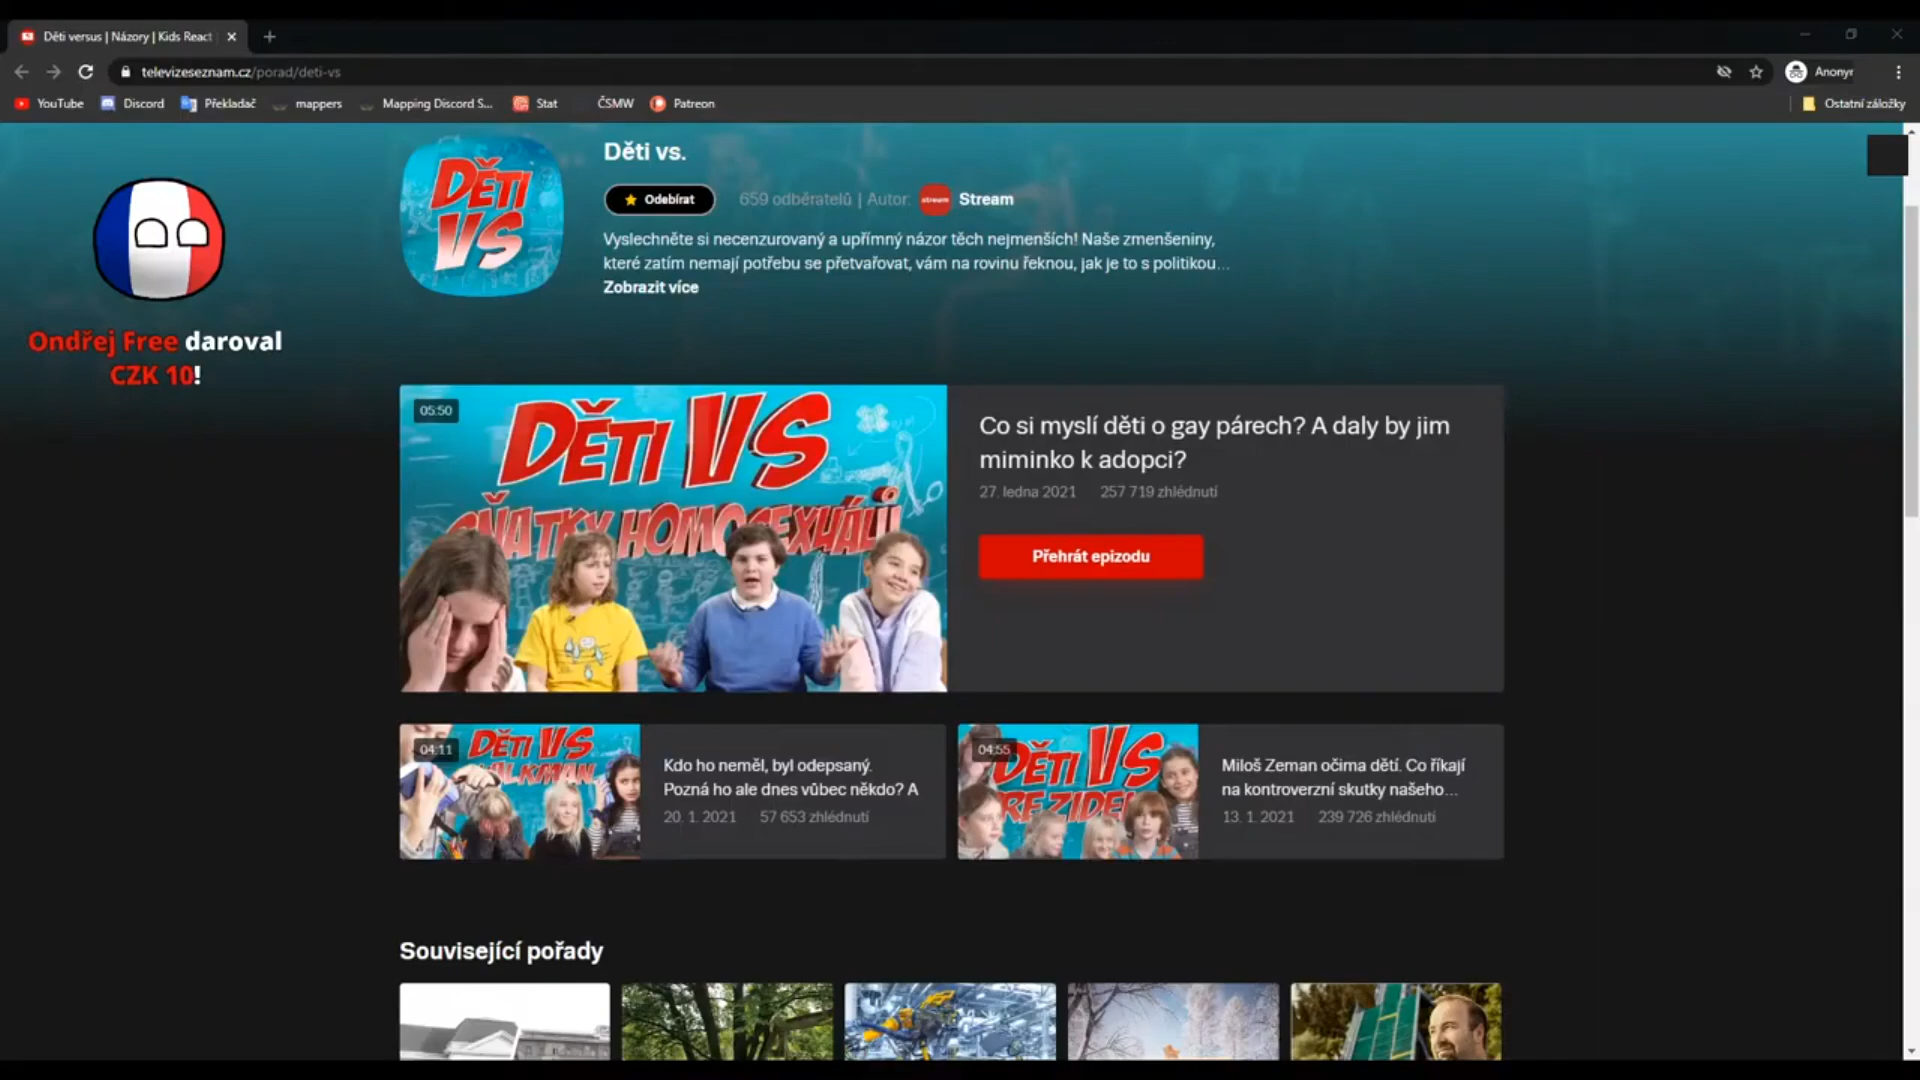 Děti versus | Názory | Kids React
televizeseznam.cz/porad/deti-vs
Anonyr
YouTube
Discord
Překladač
mappers
Mapping Discord S...
Stat
ČSMW
Patreon
Ostatní záložky
DĚTI
VS
Děti vs.
Odebírat
659 odběratelů | Autor:
stream
Stream
Vyslechněte si necenzurovaný a upřímný názor těch nejmenších! Naše zmenšeniny,
které zatím nemají potřebu se přetvařovat, vám na rovinu řeknou, jak je to s politikou...
Zobrazit více
Ondřej Free daroval
CZK 10!
05:50
DĚTI VS
SŇATKY HOMOSEXUÁLŮ
Co si myslí děti o gay párech? A daly by jim
miminko k adopci?
27. ledna 2021
257 719 zhlédnutí
Přehrát epizodu
04:11
DĚTI VS
Kdo ho neměl, byl odepsaný.
Pozná ho ale dnes vůbec někdo? A
20. 1. 2021
57 653 zhlédnutí
04:55
DĚTI VS
Miloš Zeman očima dětí. Co říkají
na kontroverzní skutky našeho...
13. 1. 2021
239 726 zhlédnutí
Související pořady